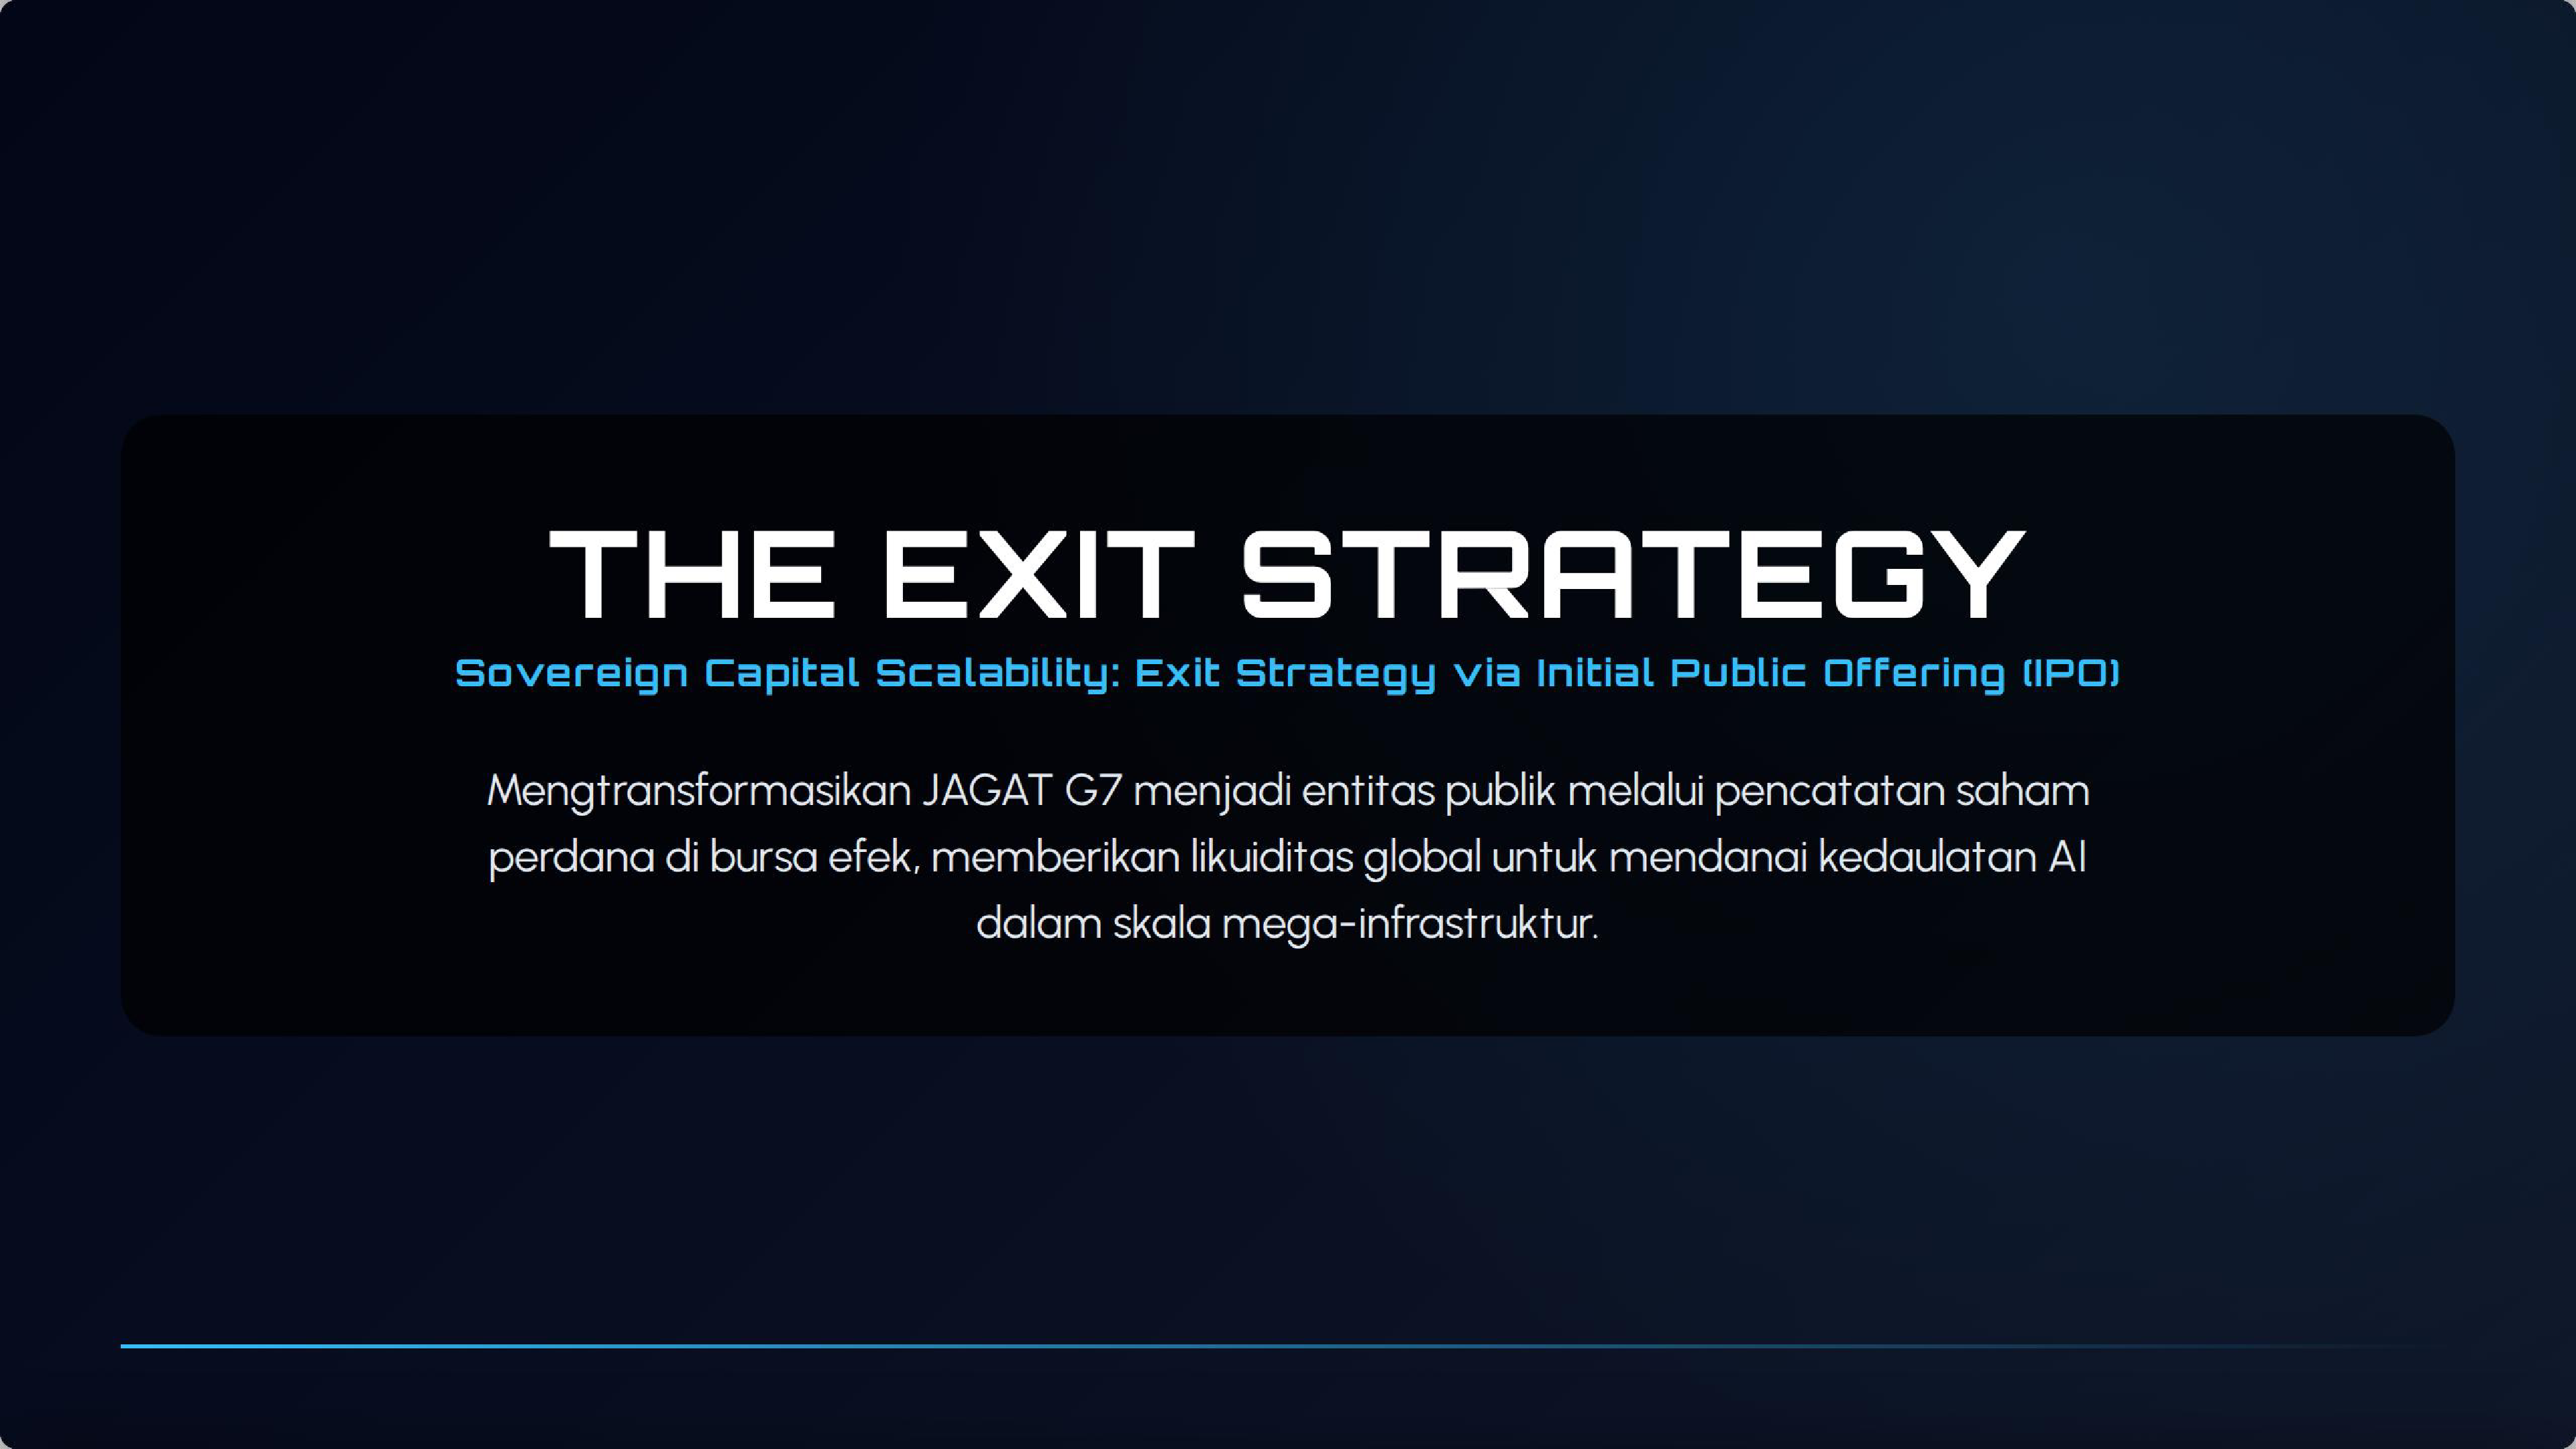 THE EXIT STRATEGY
Sovereign Capital Scalability: Exit Strategy via Initial Public Offering (IPO)
Mengtransformasikan JAGAT G7 menjadi entitas publik melalui pencatatan saham
perdana di bursa efek, memberikan likuiditas global untuk mendanai kedaulatan AI
dalam skala mega-infrastruktur.